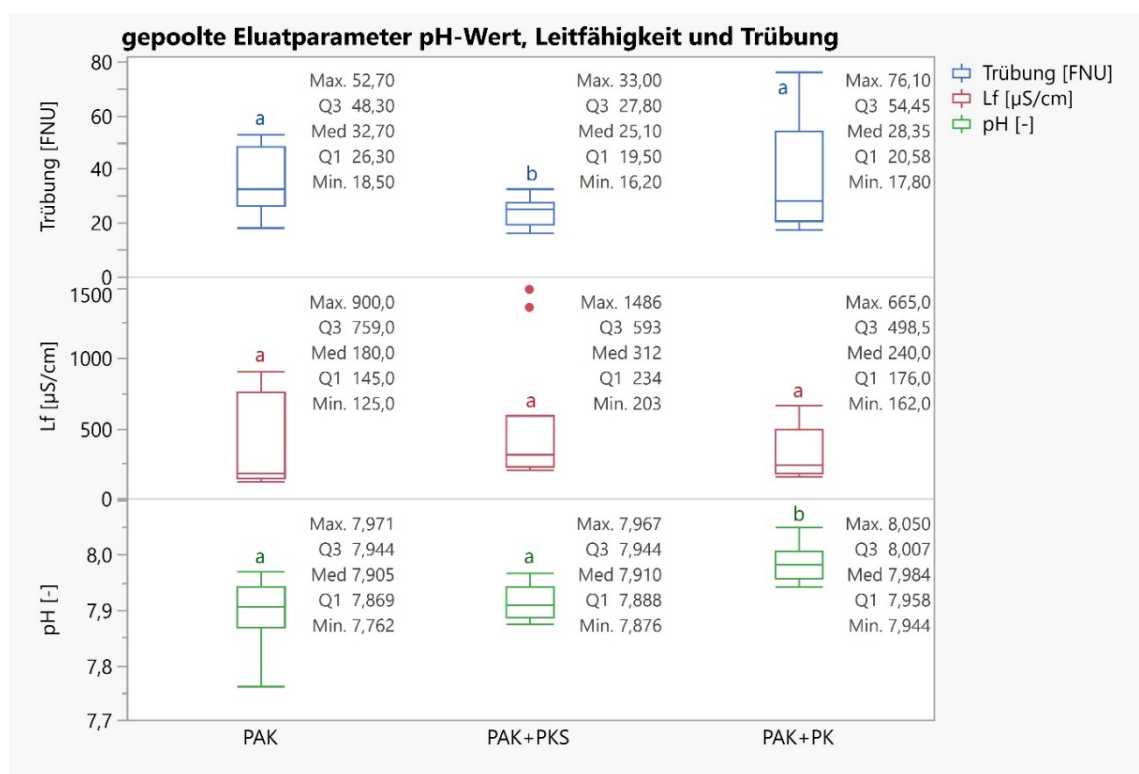 gepoolte Eluatparameter pH-Wert, Leitfähigkeit und Trübung
Trübung [FNU]
Lf [µS/cm]
pH [-]
Trübung [FNU]
80
60
40
20
0
a
Max. 52,70
Q3 48,30
Med 32,70
Q1 26,30
Min. 18,50
b
Max. 33,00
Q3 27,80
Med 25,10
Q1 19,50
Min. 16,20
a
Max. 76,10
Q3 54,45
Med 28,35
Q1 20,58
Min. 17,80
Lf [µS/cm]
1500
1000
500
0
a
Max. 900,0
Q3 759,0
Med 180,0
Q1 145,0
Min. 125,0
a
Max. 1486
Q3 593
Med 312
Q1 234
Min. 203
a
Max. 665,0
Q3 498,5
Med 240,0
Q1 176,0
Min. 162,0
pH [-]
8,0
7,9
7,8
7,7
a
Max. 7,971
Q3 7,944
Med 7,905
Q1 7,869
Min. 7,762
a
Max. 7,967
Q3 7,944
Med 7,910
Q1 7,888
Min. 7,876
b
Max. 8,050
Q3 8,007
Med 7,984
Q1 7,958
Min. 7,944
PAK
PAK+PKS
PAK+PK